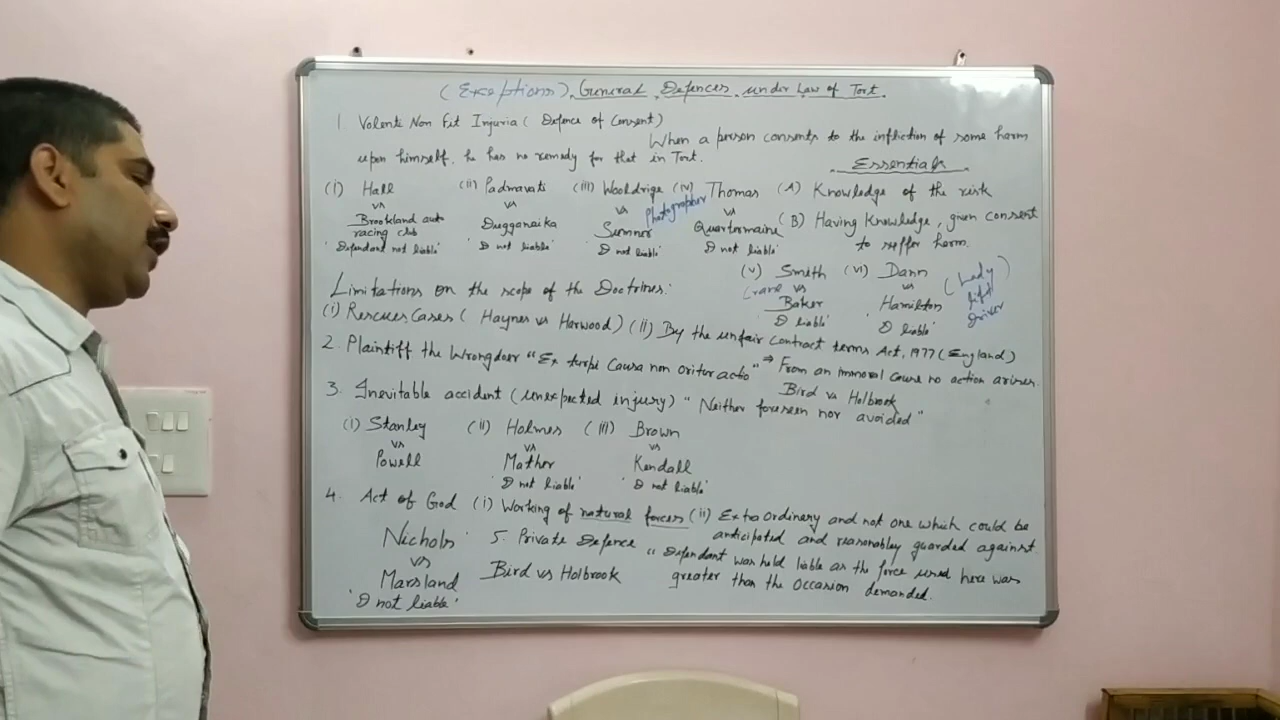 (Exceptions) General Defences under Law of Tort.
1. Volenti Non Fit Injuria (Defence of Consent)
When a person consents to the infliction of some harm
upon himself, he has no remedy for that in Tort.
Essentials
(i) Hall (ii) Padmavati (iii) Wooldrige (iv) Thomas (A) Knowledge of the risk
vs vs vs Photographer vs
Brookland auto racing club Dugganaika Sumner Quartermaine (B) Having Knowledge, given consent
to suffer harm.
'Defendant not liable' 'D not liable' 'D not liable' 'D not liable'
(v) Smith (vi) Dann (Lady
Crane vs vs lift
Baker Hamilton driver)
'D liable' 'D liable'
Limitations on the scope of the Doctrines:
(i) Rescues Cases (Haynes vs Harwood) (ii) By the unfair contract terms Act, 1977 (England)
2. Plaintiff the Wrongdoer "Ex turpi Causa non oritur actio" ⇒ From an immoral cause no action arises.
Bird vs Holbrook
3. Inevitable accident (unexpected injury) "Neither foreseen nor avoided"
(i) Stanley (ii) Holmes (iii) Brown
vs vs vs
Powell Mather Kendall
'D not liable' 'D not liable'
4. Act of God (i) Working of natural forces (ii) Extra Ordinary and not one which could be
anticipated and reasonabley guarded against.
Nichols
vs
Marsland
'D not liable'
5. Private Defence
Bird vs Holbrook
"Defendant was held liable as the force used here was
greater than the occasion demanded.